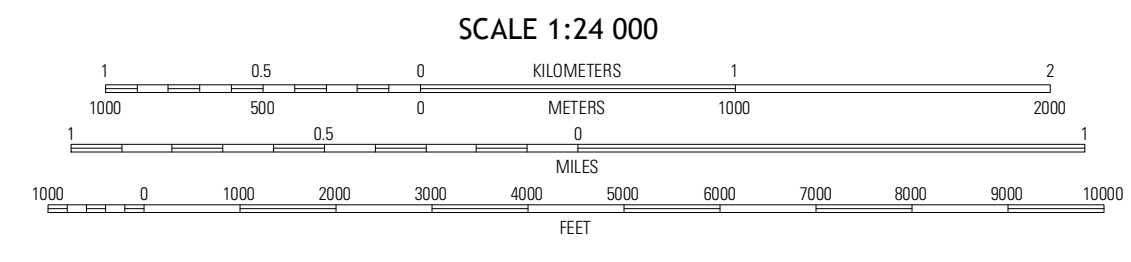 SCALE 1:24 000
1 0.5 0 KILOMETERS 1 2
1000 500 0 METERS 1000 2000
1 0.5 0 1
MILES
1000 0 1000 2000 3000 4000 5000 6000 7000 8000 9000 10000
FEET